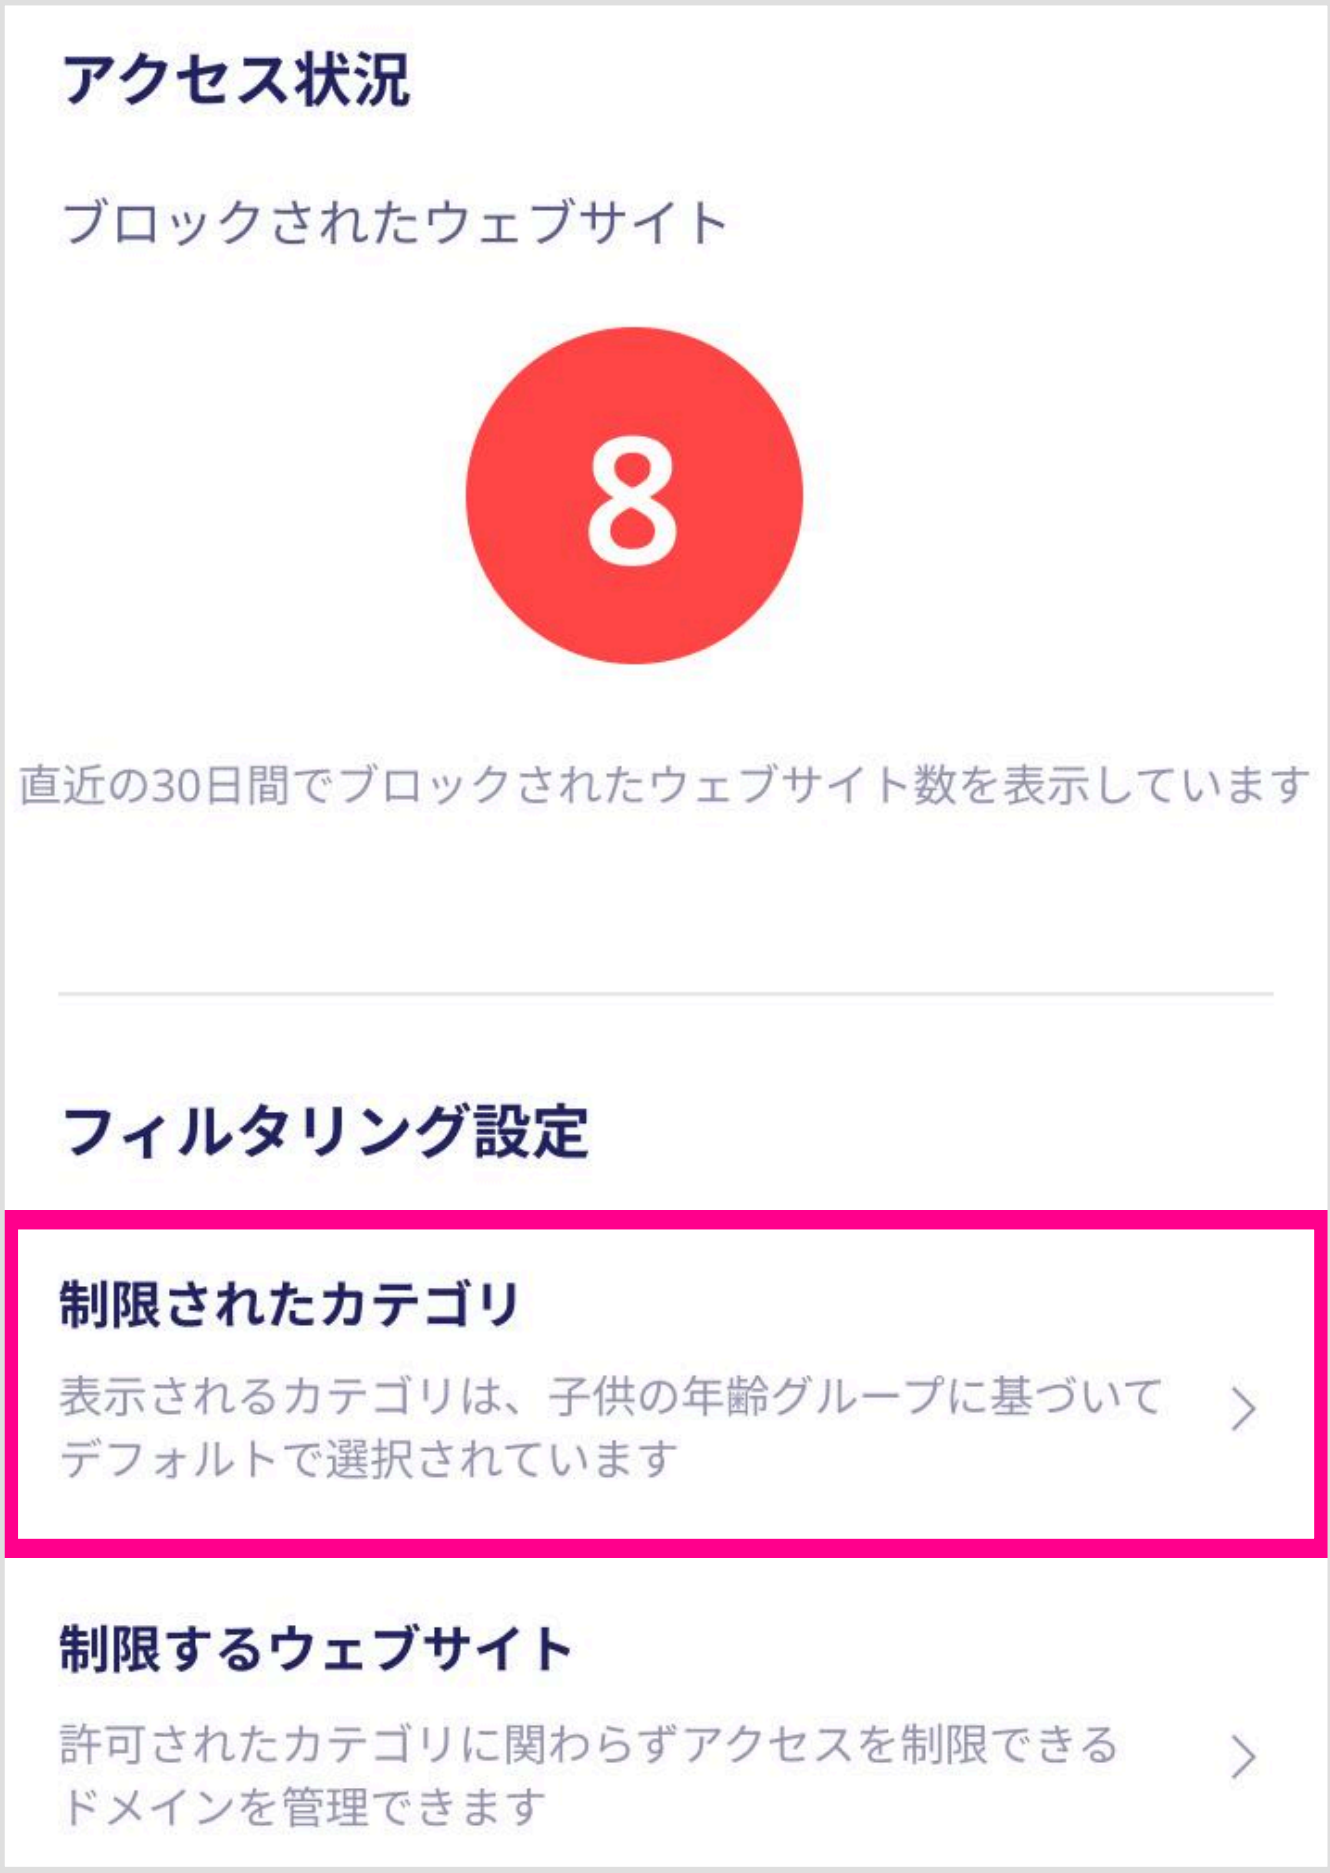 アクセス状況
ブロックされたウェブサイト
8
直近の30日間でブロックされたウェブサイト数を表示しています
フィルタリング設定
制限されたカテゴリ
表示されるカテゴリは、子供の年齢グループに基づいて
デフォルトで選択されています
制限するウェブサイト
許可されたカテゴリに関わらずアクセスを制限できる
ドメインを管理できます